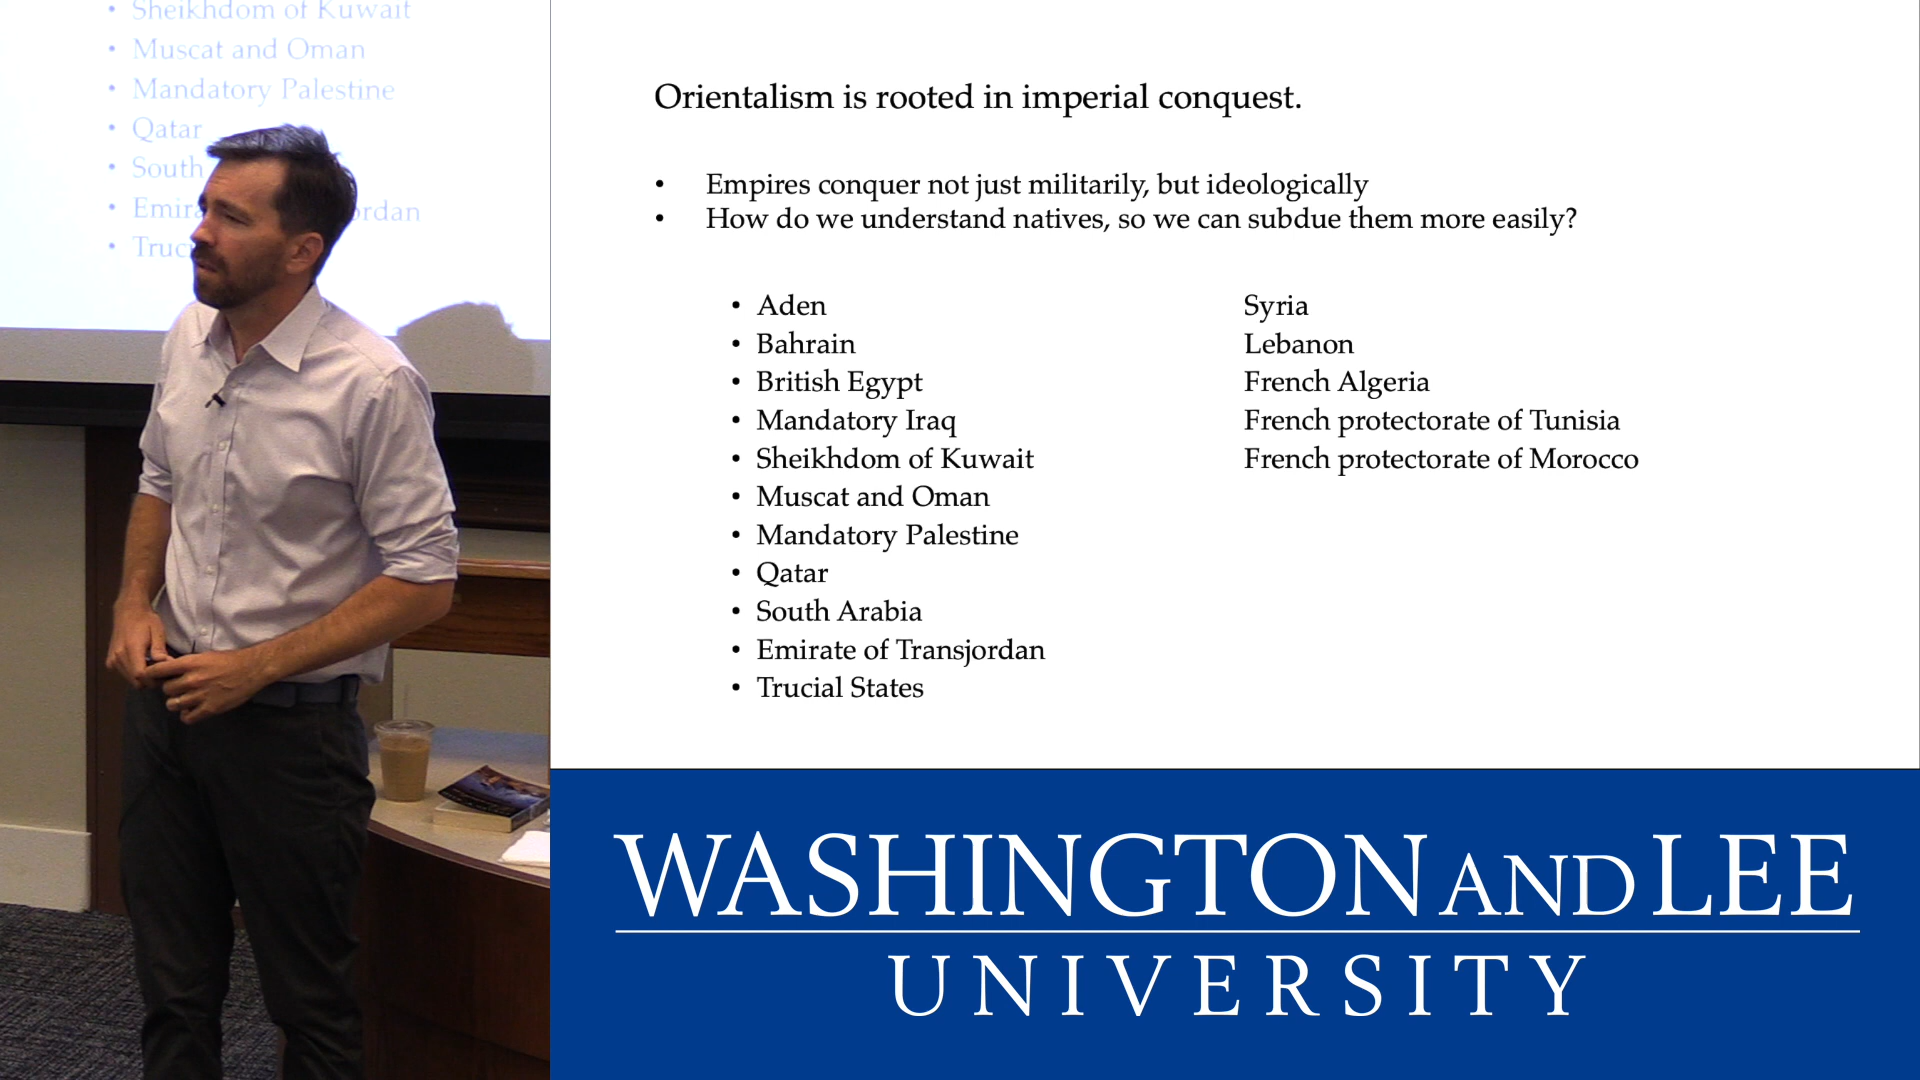 Sheikhdom of Kuwait
Muscat and Oman
Mandatory Palestine
Qatar
South
Orientalism is rooted in imperial conquest.
• Empires conquer not just militarily, but ideologically
• How do we understand natives, so we can subdue them more easily?
• Aden
• Bahrain
• British Egypt
• Mandatory Iraq
• Sheikhdom of Kuwait
• Muscat and Oman
• Mandatory Palestine
• Qatar
• South Arabia
• Emirate of Transjordan
• Trucial States
Syria
Lebanon
French Algeria
French protectorate of Tunisia
French protectorate of Morocco
WASHINGTON AND LEE
UNIVERSITY